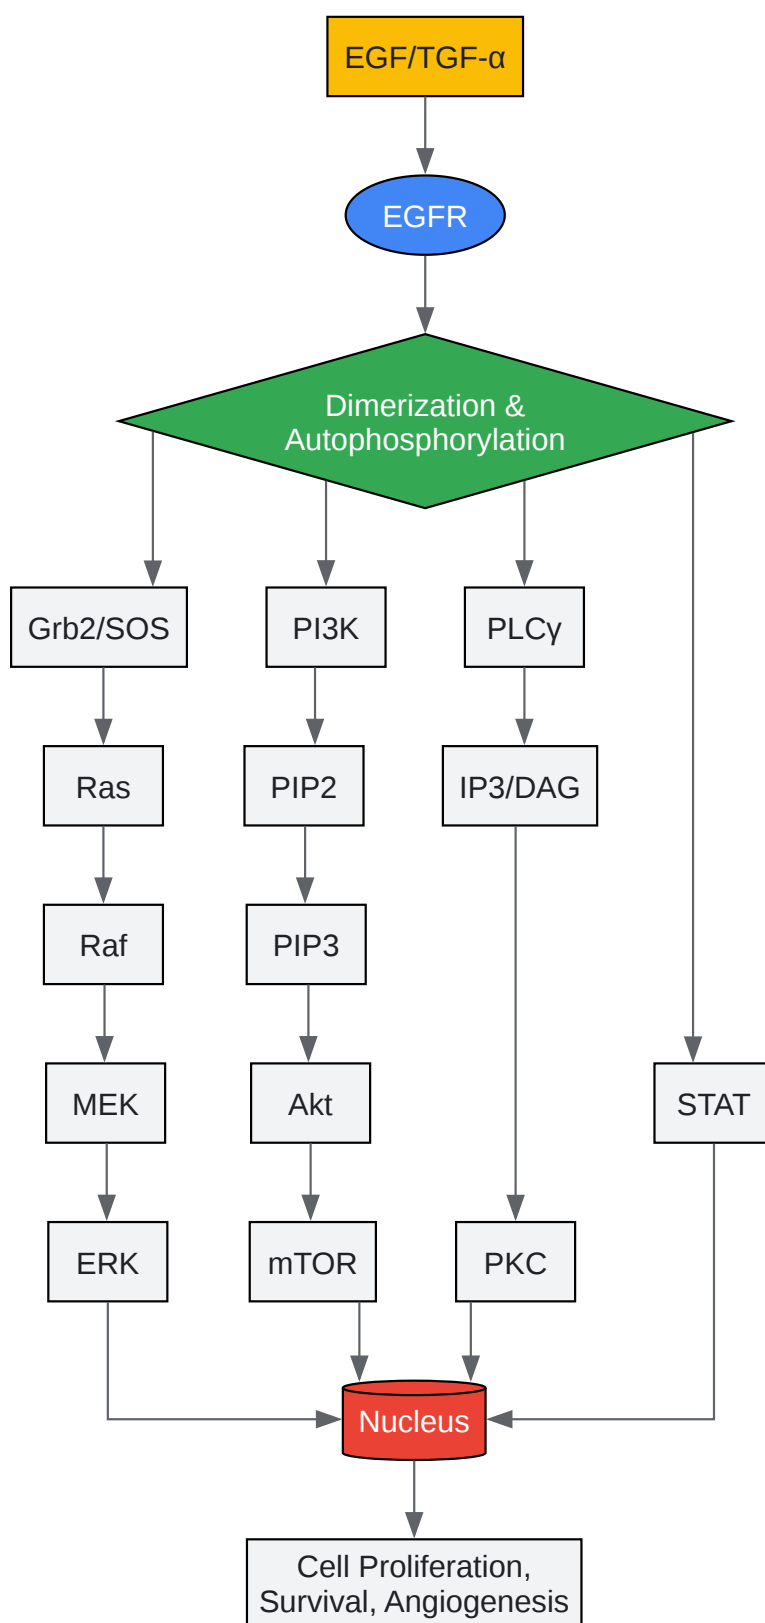 EGF/TGF-α
EGFR
Dimerization &
Autophosphorylation
Grb2/SOS
PI3K
PLCγ
Ras
PIP2
IP3/DAG
Raf
PIP3
MEK
Akt
STAT
ERK
mTOR
PKC
Nucleus
Cell Proliferation,
Survival, Angiogenesis